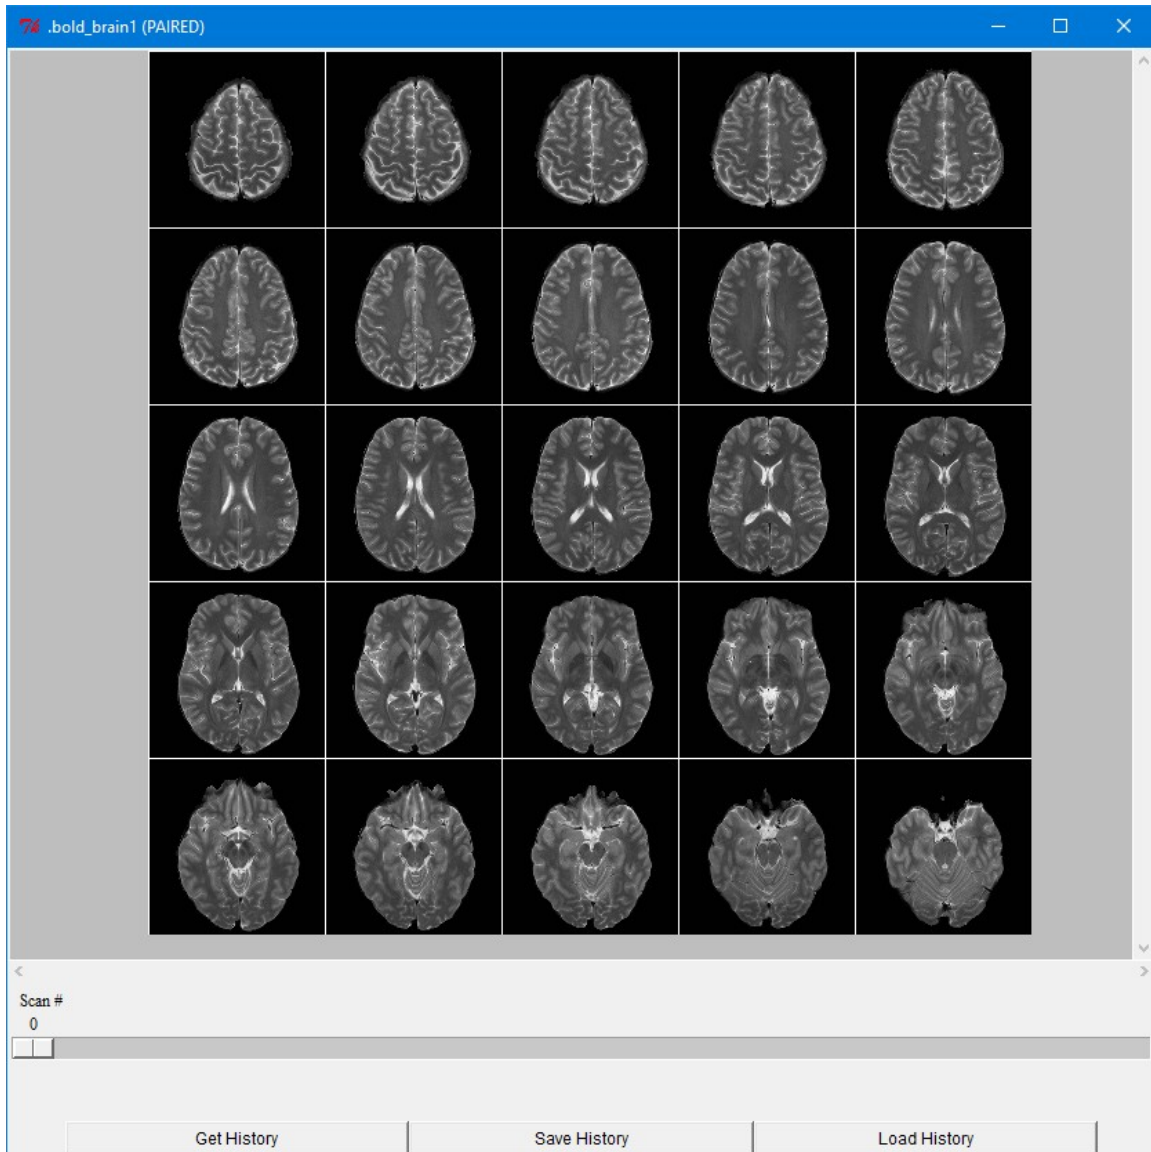 .bold_brain1 (PAIRED)
Scan #
0
Get History
Save History
Load History